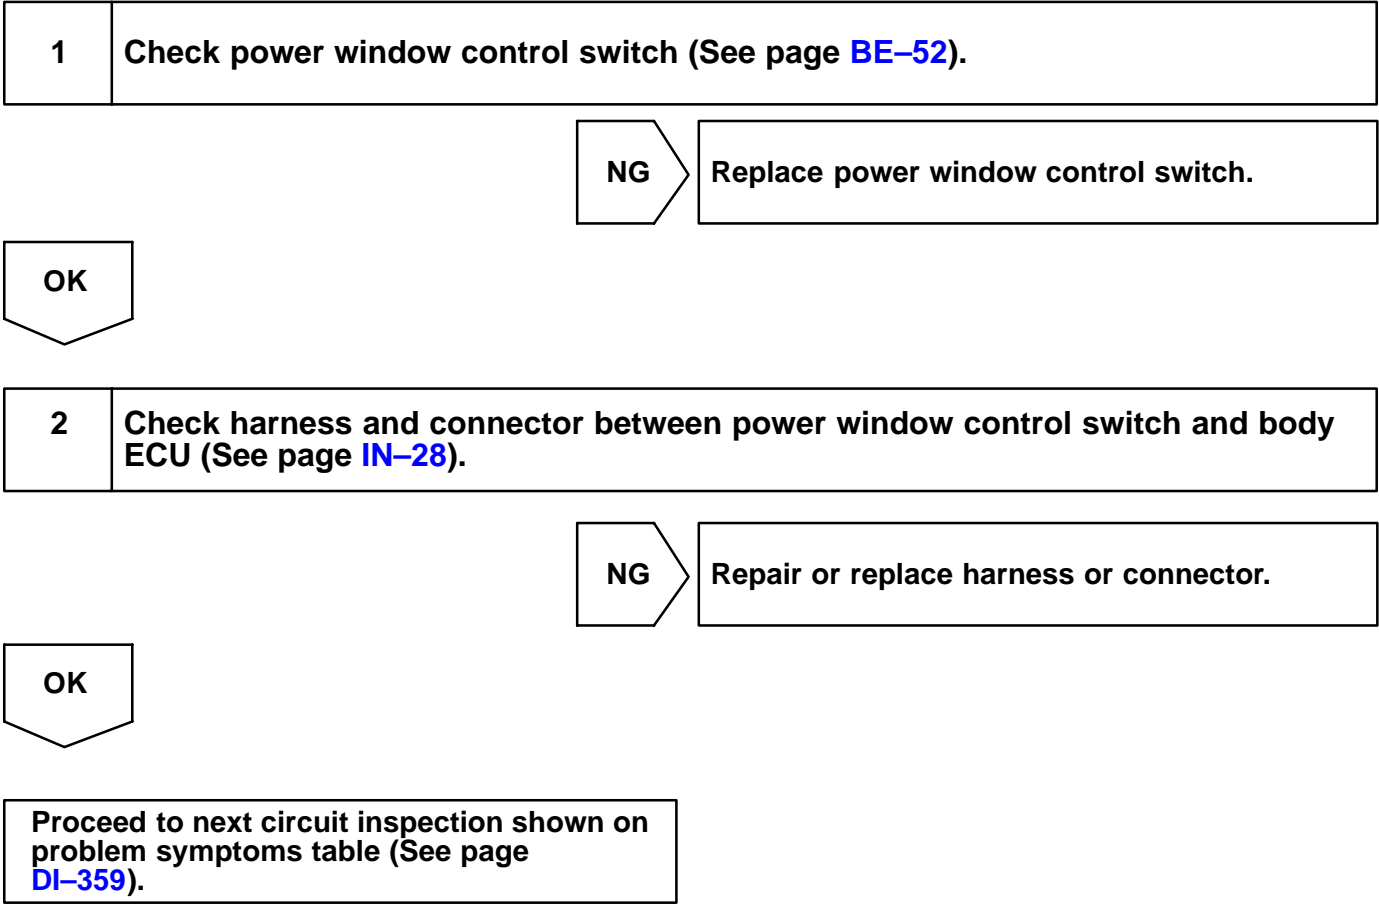 1
Check power window control switch (See page BE–52).
NG
Replace power window control switch.
OK
2
Check harness and connector between power window control switch and body
ECU (See page IN–28).
NG
Repair or replace harness or connector.
OK
Proceed to next circuit inspection shown on
problem symptoms table (See page
DI–359).